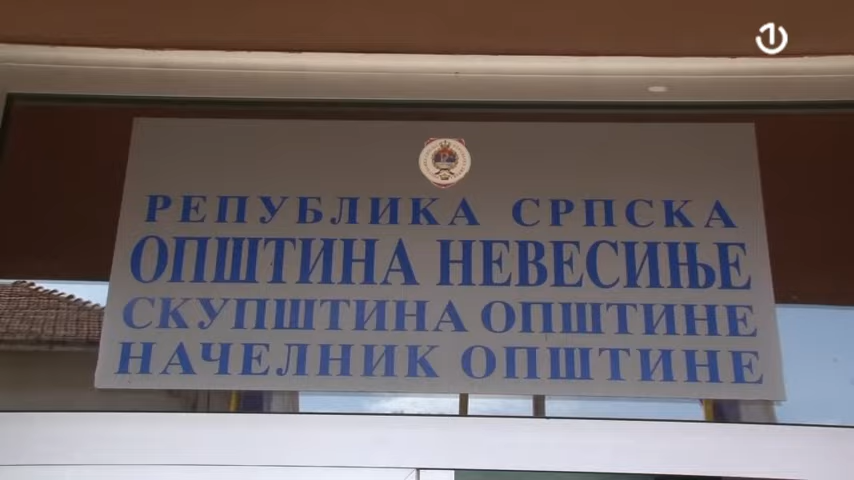 РЕПУБЛИКА СРПСКА
ОПШТИНА НЕВЕСИЊЕ
СКУПШТИНА ОПШТИНЕ
НАЧЕЛНИК ОПШТИНЕ